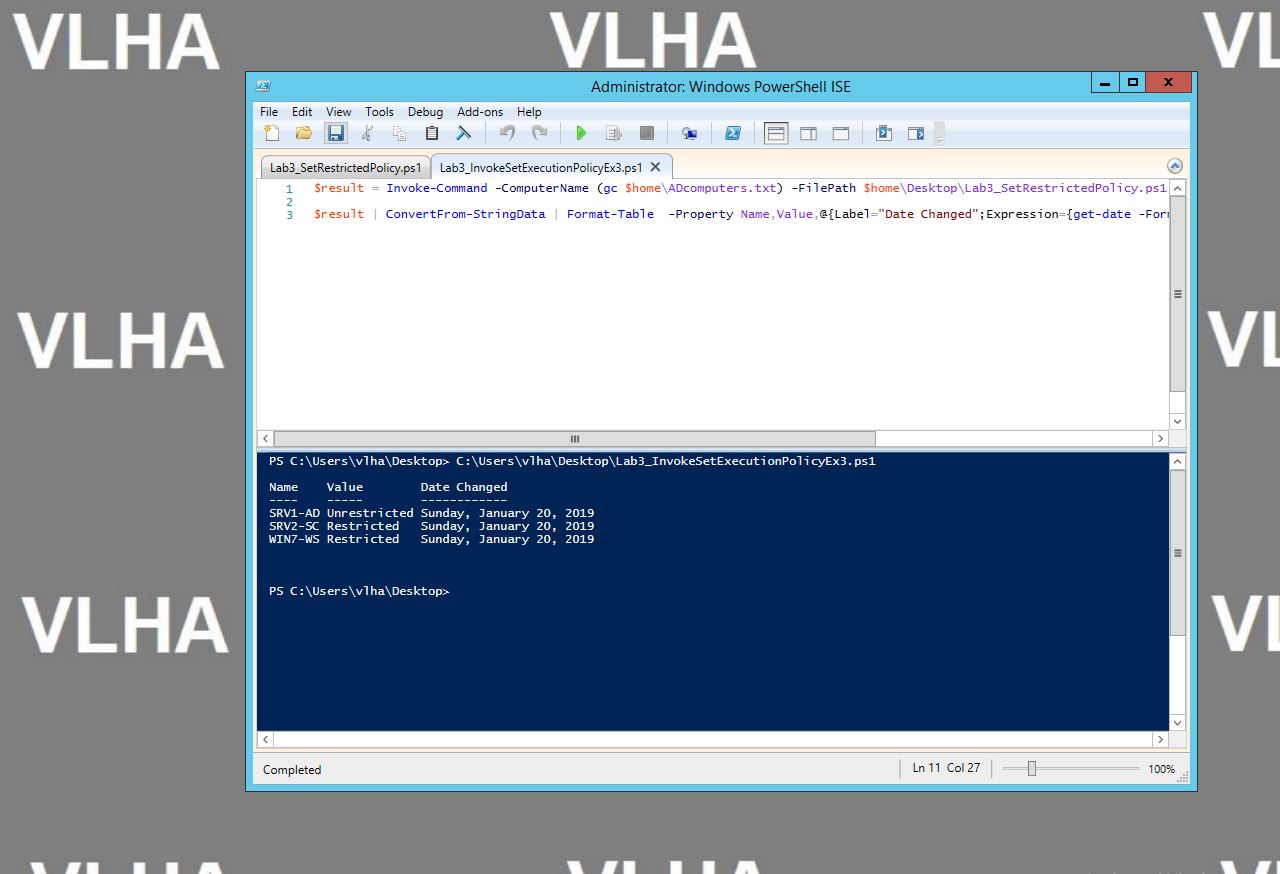 VLHA VLHA VL
Administrator: Windows PowerShell ISE
File Edit View Tools Debug Add-ons Help
Lab3_SetRestrictedPolicy.ps1 Lab3_InvokeSetExecutionPolicyEx3.ps1
1 $result = Invoke-Command -ComputerName (gc $home\ADcomputers.txt) -FilePath $home\Desktop\Lab3_SetRestrictedPolicy.ps1
2
3 $result | ConvertFrom-StringData | Format-Table  -Property Name,Value,@{Label="Date Changed";Expression={get-date -For
VLHA VL
PS C:\Users\vlha\Desktop> C:\Users\vlha\Desktop\Lab3_InvokeSetExecutionPolicyEx3.ps1
Name    Value        Date Changed
----    -----        ------------
SRV1-AD Unrestricted Sunday, January 20, 2019
SRV2-SC Restricted   Sunday, January 20, 2019
WIN7-WS Restricted   Sunday, January 20, 2019
PS C:\Users\vlha\Desktop>
VLHA VL
Completed Ln 11 Col 27 100%
VLHA VLHA VL